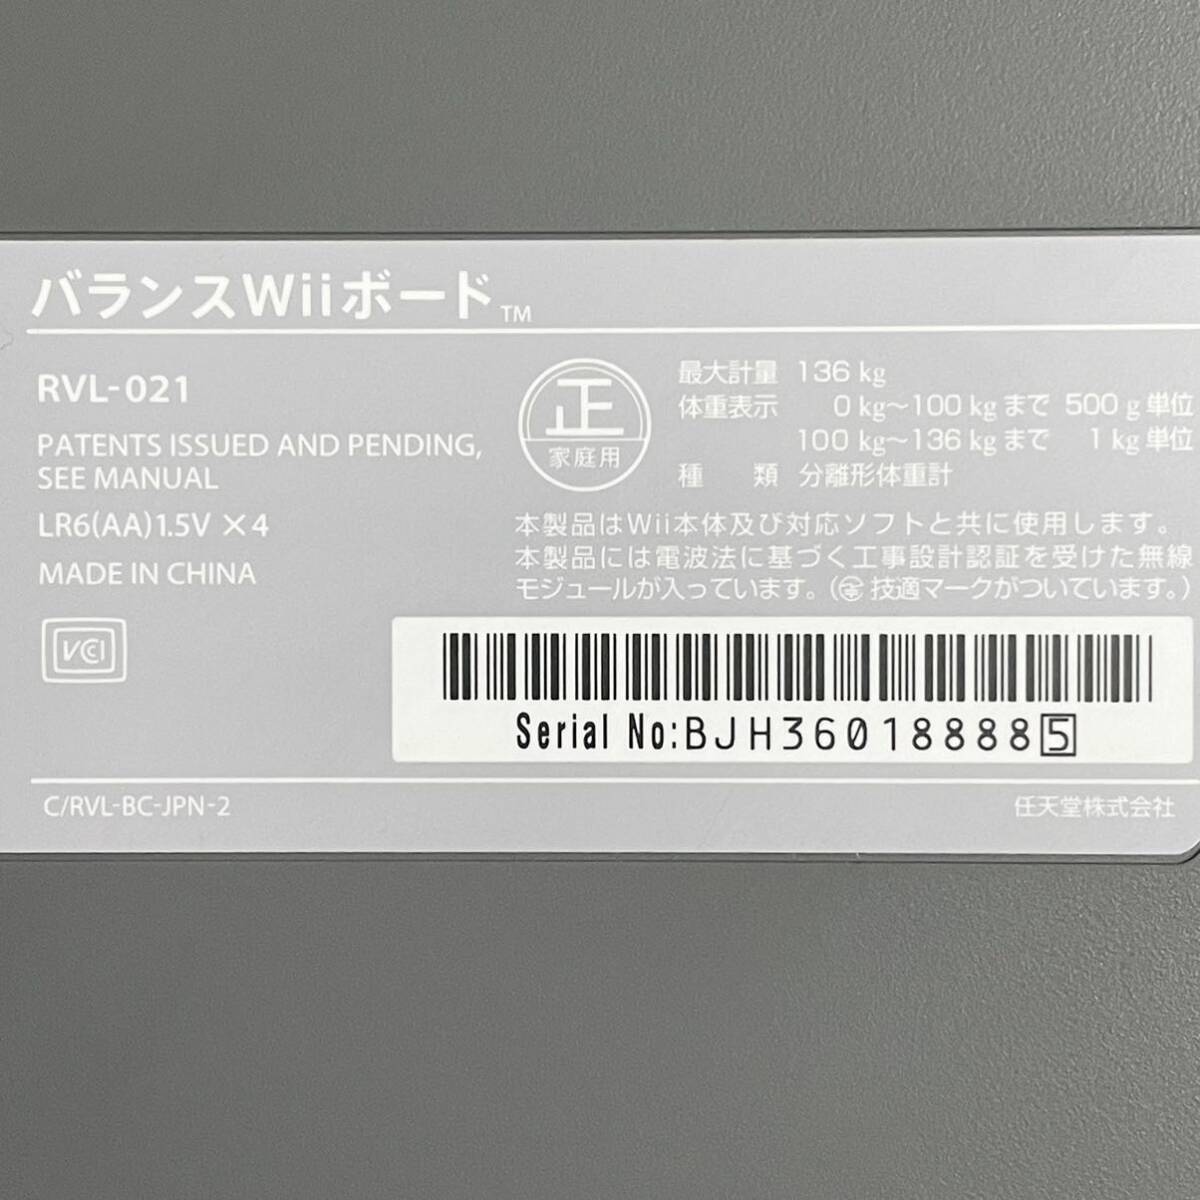 バランスWiiボード™
RVL-021
PATENTS ISSUED AND PENDING,
SEE MANUAL
LR6(AA)1.5V ×4
MADE IN CHINA
VCCI
正
家庭用
最大計量 136 kg
体重表示 0 kg〜100 kgまで 500 g単位
100 kg〜136 kgまで 1 kg単位
種類 分離形体重計
本製品はWii本体及び対応ソフトと共に使用します。
本製品には電波法に基づく工事設計認証を受けた無線
モジュールが入っています。(技適マークがついています。)
Serial No:BJH360188885
C/RVL-BC-JPN-2
任天堂株式会社